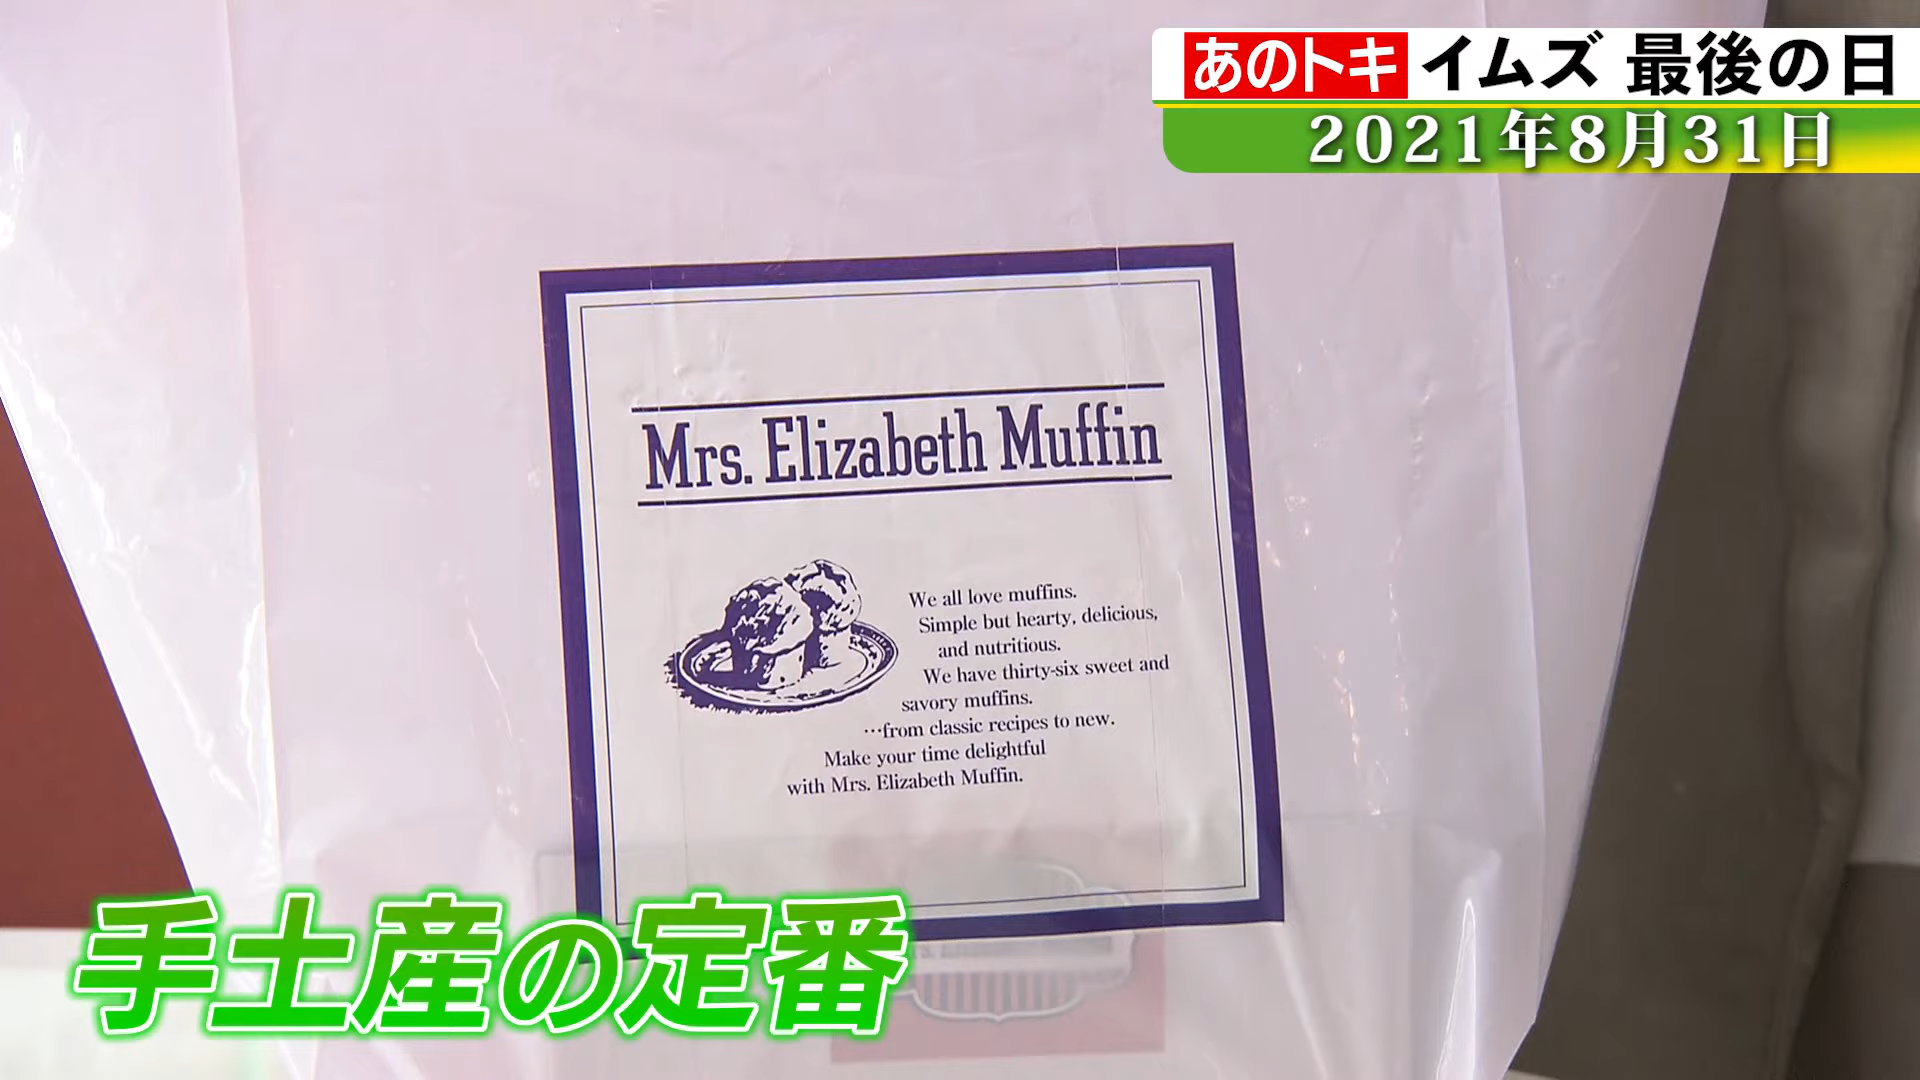 あのトキ イムズ 最後の日
2021年8月31日
Mrs. Elizabeth Muffin
We all love muffins.
Simple but hearty, delicious,
and nutritious.
We have thirty-six sweet and
savory muffins.
…from classic recipes to new.
Make your time delightful
with Mrs. Elizabeth Muffin.
手土産の定番